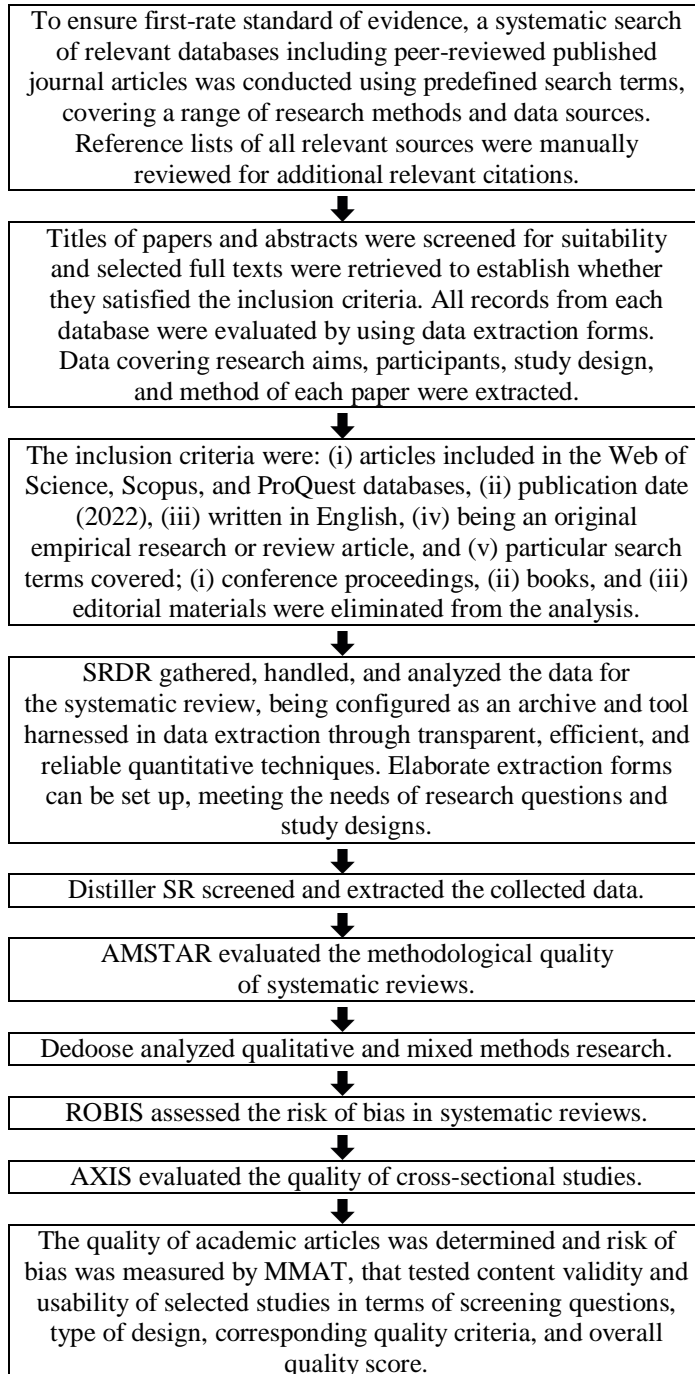 To ensure first-rate standard of evidence, a systematic search
of relevant databases including peer-reviewed published
journal articles was conducted using predefined search terms,
covering a range of research methods and data sources.
Reference lists of all relevant sources were manually
reviewed for additional relevant citations.
Titles of papers and abstracts were screened for suitability
and selected full texts were retrieved to establish whether
they satisfied the inclusion criteria. All records from each
database were evaluated by using data extraction forms.
Data covering research aims, participants, study design,
and method of each paper were extracted.
The inclusion criteria were: (i) articles included in the Web of
Science, Scopus, and ProQuest databases, (ii) publication date
(2022), (iii) written in English, (iv) being an original
empirical research or review article, and (v) particular search
terms covered; (i) conference proceedings, (ii) books, and (iii)
editorial materials were eliminated from the analysis.
SRDR gathered, handled, and analyzed the data for
the systematic review, being configured as an archive and tool
harnessed in data extraction through transparent, efficient, and
reliable quantitative techniques. Elaborate extraction forms
can be set up, meeting the needs of research questions and
study designs.
Distiller SR screened and extracted the collected data.
AMSTAR evaluated the methodological quality
of systematic reviews.
Dedoose analyzed qualitative and mixed methods research.
ROBIS assessed the risk of bias in systematic reviews.
AXIS evaluated the quality of cross-sectional studies.
The quality of academic articles was determined and risk of
bias was measured by MMAT, that tested content validity and
usability of selected studies in terms of screening questions,
type of design, corresponding quality criteria, and overall
quality score.